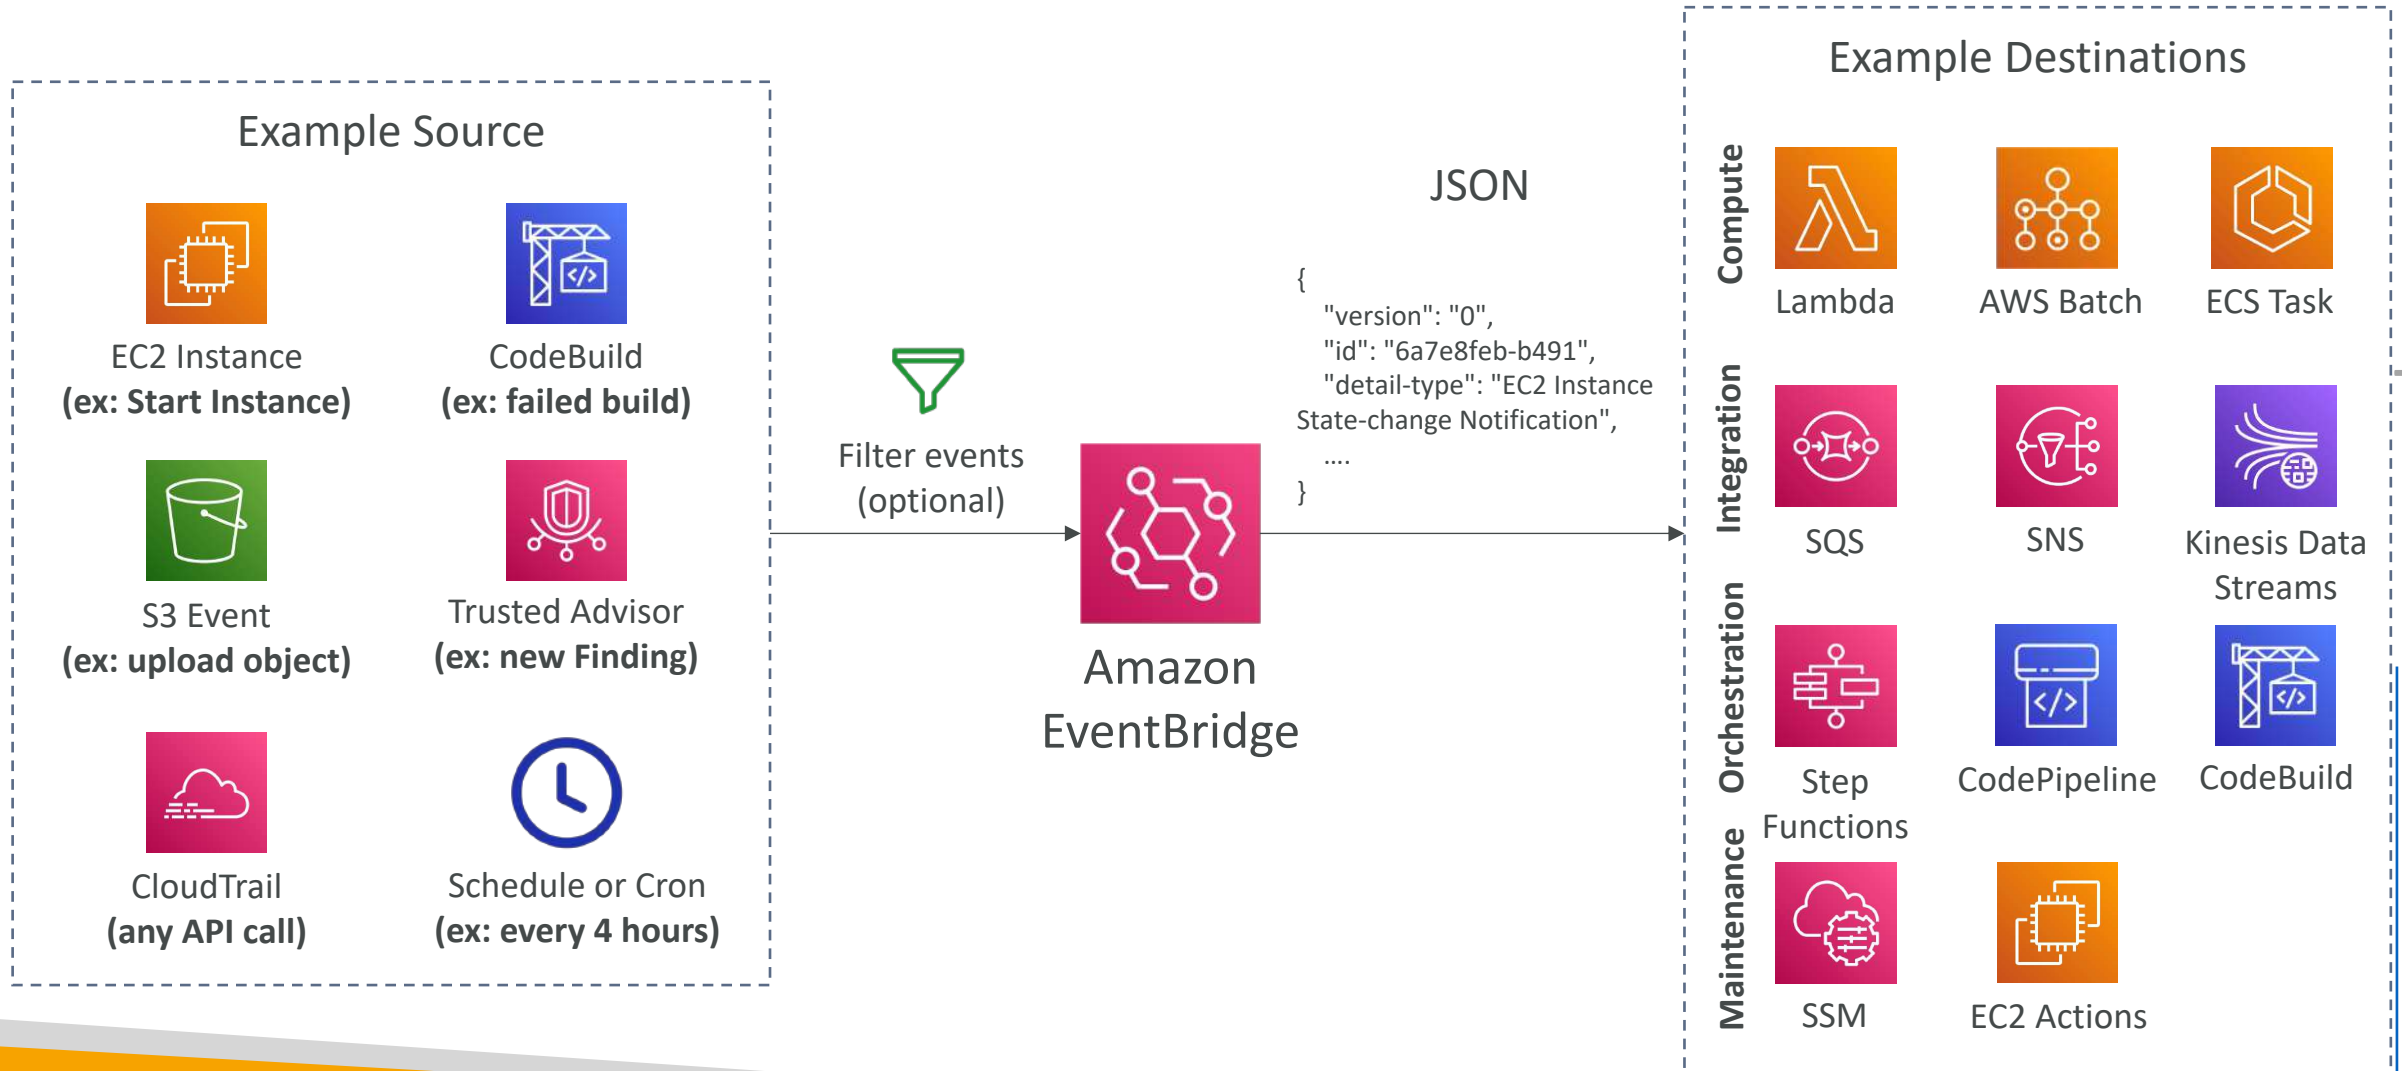 Example Source
EC2 Instance
(ex: Start Instance)
CodeBuild
(ex: failed build)
S3 Event
(ex: upload object)
Trusted Advisor
(ex: new Finding)
CloudTrail
(any API call)
Schedule or Cron
(ex: every 4 hours)
Filter events
(optional)
Amazon
EventBridge
JSON
{
"version": "0",
"id": "6a7e8feb-b491",
"detail-type": "EC2 Instance
State-change Notification",
....
}
Example Destinations
Compute
Lambda
AWS Batch
ECS Task
Integration
SQS
SNS
Kinesis Data
Streams
Orchestration
Step
Functions
CodePipeline
CodeBuild
Maintenance
SSM
EC2 Actions